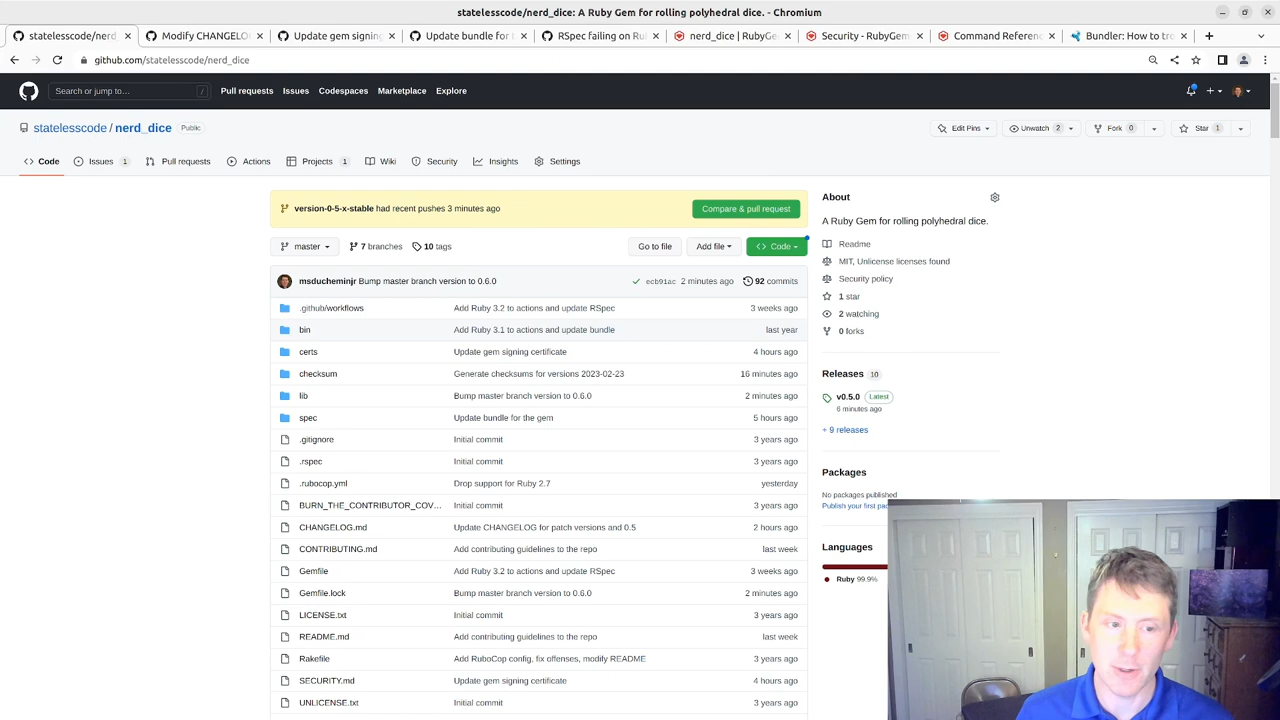 statelesscode/nerd_dice: A Ruby Gem for rolling polyhedral dice. - Chromium
statelesscode/nerd_
Modify CHANGELO
Update gem signing
Update bundle for t
RSpec failing on Ru
nerd_dice | RubyGe
Security - RubyGem
Command Referenc
Bundler: How to tro
github.com/statelesscode/nerd_dice
Search or jump to…
/
Pull requests
Issues
Codespaces
Marketplace
Explore
statelesscode / nerd_dice
Public
Edit Pins
Unwatch 2
Fork 0
Star 1
Code
Issues 1
Pull requests
Actions
Projects 1
Wiki
Security
Insights
Settings
version-0-5-x-stable had recent pushes 3 minutes ago
Compare & pull request
master
7 branches
10 tags
Go to file
Add file
Code
msducheminjr Bump master branch version to 0.6.0
ecb91ac 2 minutes ago
92 commits
.github/workflows Add Ruby 3.2 to actions and update RSpec 3 weeks ago
bin Add Ruby 3.1 to actions and update bundle last year
certs Update gem signing certificate 4 hours ago
checksum Generate checksums for versions 2023-02-23 16 minutes ago
lib Bump master branch version to 0.6.0 2 minutes ago
spec Update bundle for the gem 5 hours ago
.gitignore Initial commit 3 years ago
.rspec Initial commit 3 years ago
.rubocop.yml Drop support for Ruby 2.7 yesterday
BURN_THE_CONTRIBUTOR_COV... Initial commit 3 years ago
CHANGELOG.md Update CHANGELOG for patch versions and 0.5 2 hours ago
CONTRIBUTING.md Add contributing guidelines to the repo last week
Gemfile Add Ruby 3.2 to actions and update RSpec 3 weeks ago
Gemfile.lock Bump master branch version to 0.6.0 2 minutes ago
LICENSE.txt Initial commit 3 years ago
README.md Add contributing guidelines to the repo last week
Rakefile Add RuboCop config, fix offenses, modify README 3 years ago
SECURITY.md Update gem signing certificate 4 hours ago
UNLICENSE.txt Initial commit 3 years ago
About
A Ruby Gem for rolling polyhedral dice.
Readme
MIT, Unlicense licenses found
Security policy
1 star
2 watching
0 forks
Releases 10
v0.5.0 Latest
6 minutes ago
+ 9 releases
Packages
No packages published
Publish your first pac
Languages
Ruby 99.9%